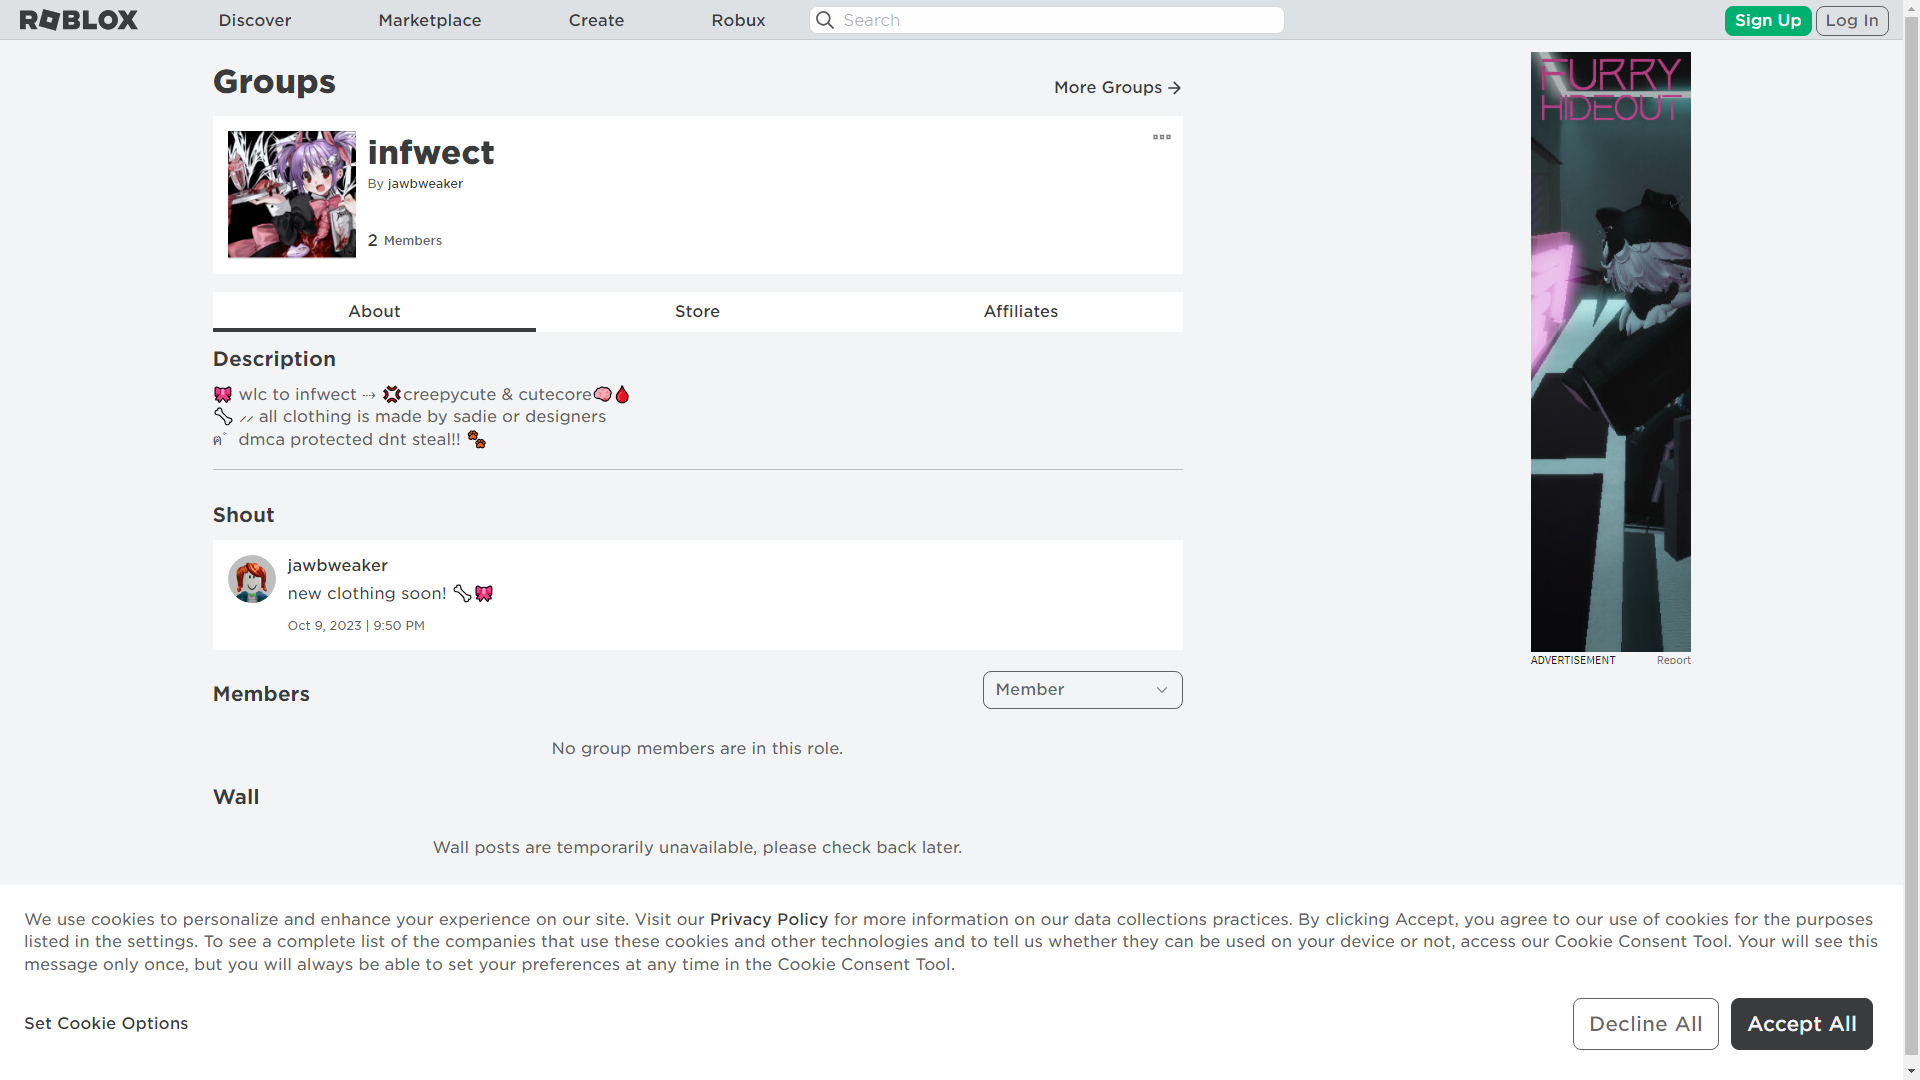 ROBLOX
Discover
Marketplace
Create
Robux
Search
Sign Up
Log In
Groups
More Groups →
infwect
By jawbweaker
2 Members
About
Store
Affiliates
Description
🎀 wlc to infwect ⇢ 💢creepycute & cutecore🧠🩸
🦴 ⸝⸝ all clothing is made by sadie or designers
ฅ՞ dmca protected dnt steal!! 🐾
Shout
jawbweaker
new clothing soon! 🦴🎀
Oct 9, 2023 | 9:50 PM
Members
Member
No group members are in this role.
Wall
Wall posts are temporarily unavailable, please check back later.
FURRY
HIDEOUT
ADVERTISEMENT
Report
We use cookies to personalize and enhance your experience on our site. Visit our Privacy Policy for more information on our data collections practices. By clicking Accept, you agree to our use of cookies for the purposes
listed in the settings. To see a complete list of the companies that use these cookies and other technologies and to tell us whether they can be used on your device or not, access our Cookie Consent Tool. Your will see this
message only once, but you will always be able to set your preferences at any time in the Cookie Consent Tool.
Set Cookie Options
Decline All
Accept All